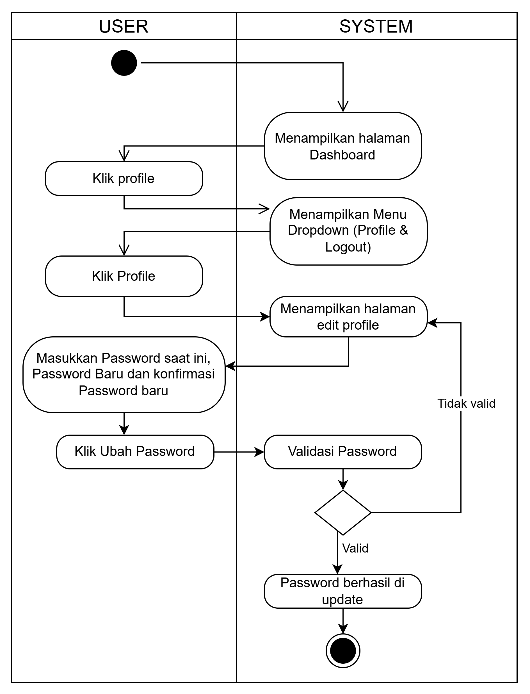 USER
SYSTEM
Menampilkan halaman
Dashboard
Klik profile
Menampilkan Menu
Dropdown (Profile &
Logout)
Klik Profile
Menampilkan halaman
edit profile
Masukkan Password saat ini,
Password Baru dan konfirmasi
Password baru
Tidak valid
Klik Ubah Password
Validasi Password
Valid
Password berhasil di
update